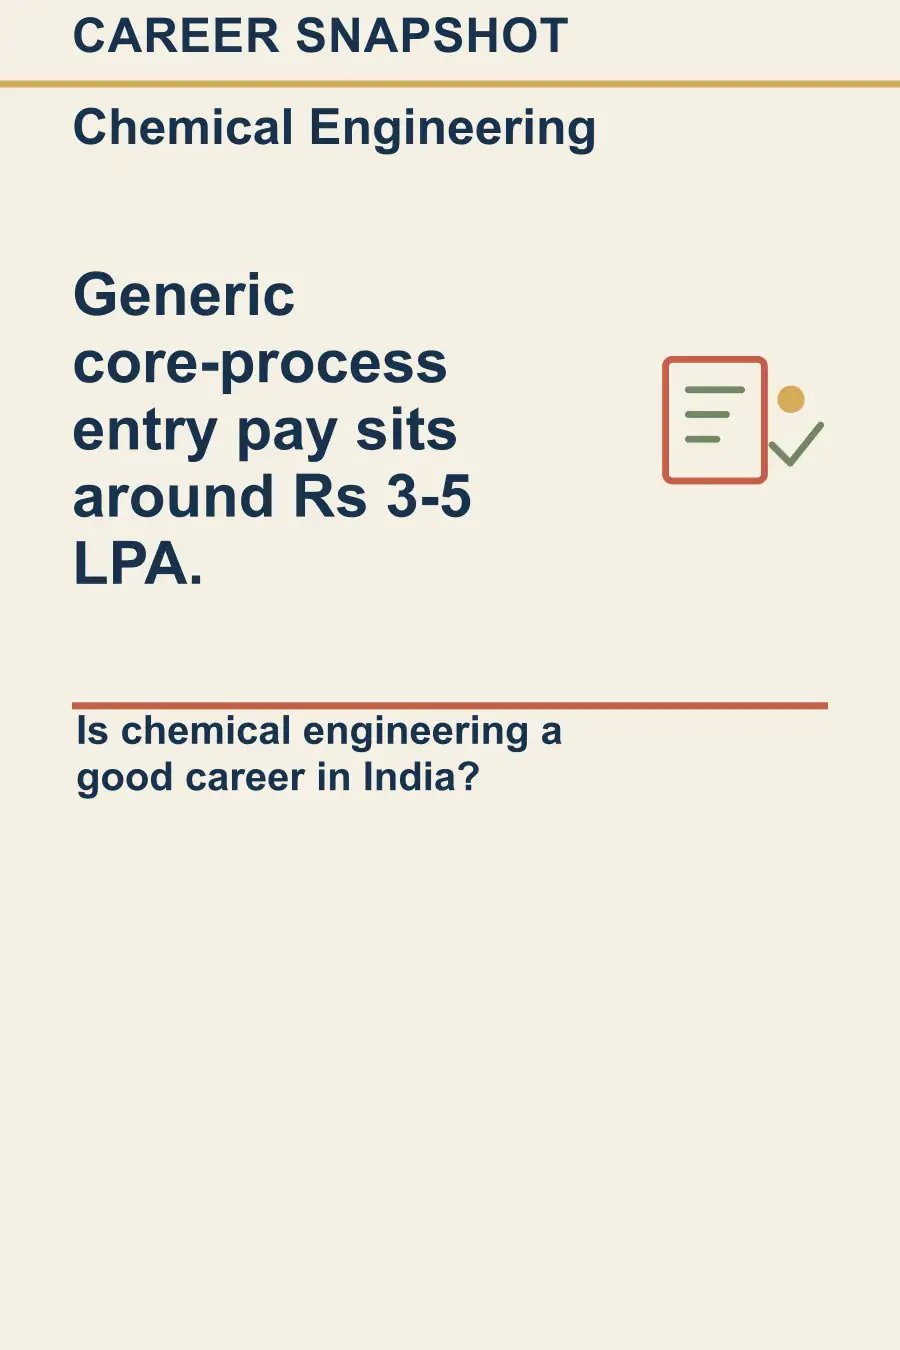 CAREER SNAPSHOT
Chemical Engineering
Generic
core-process
entry pay sits
around Rs 3-5
LPA.
Is chemical engineering a
good career in India?